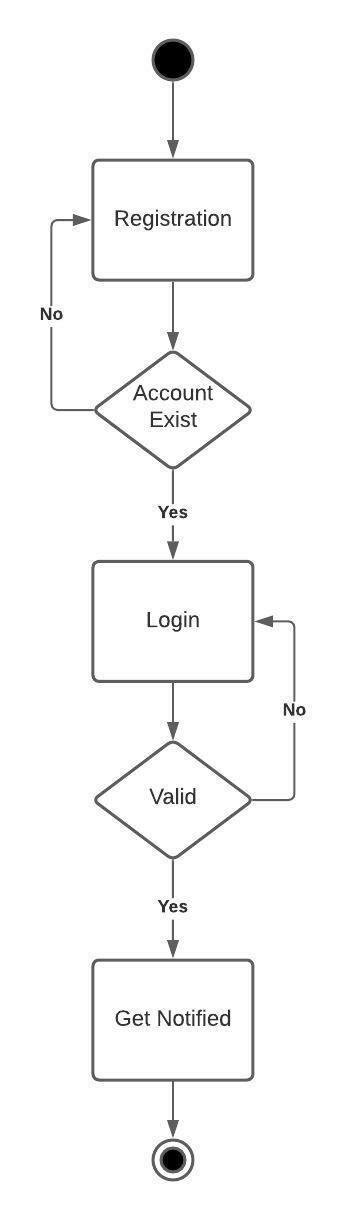 Registration
No
Account
Exist
Yes
Login
No
Valid
Yes
Get Notified